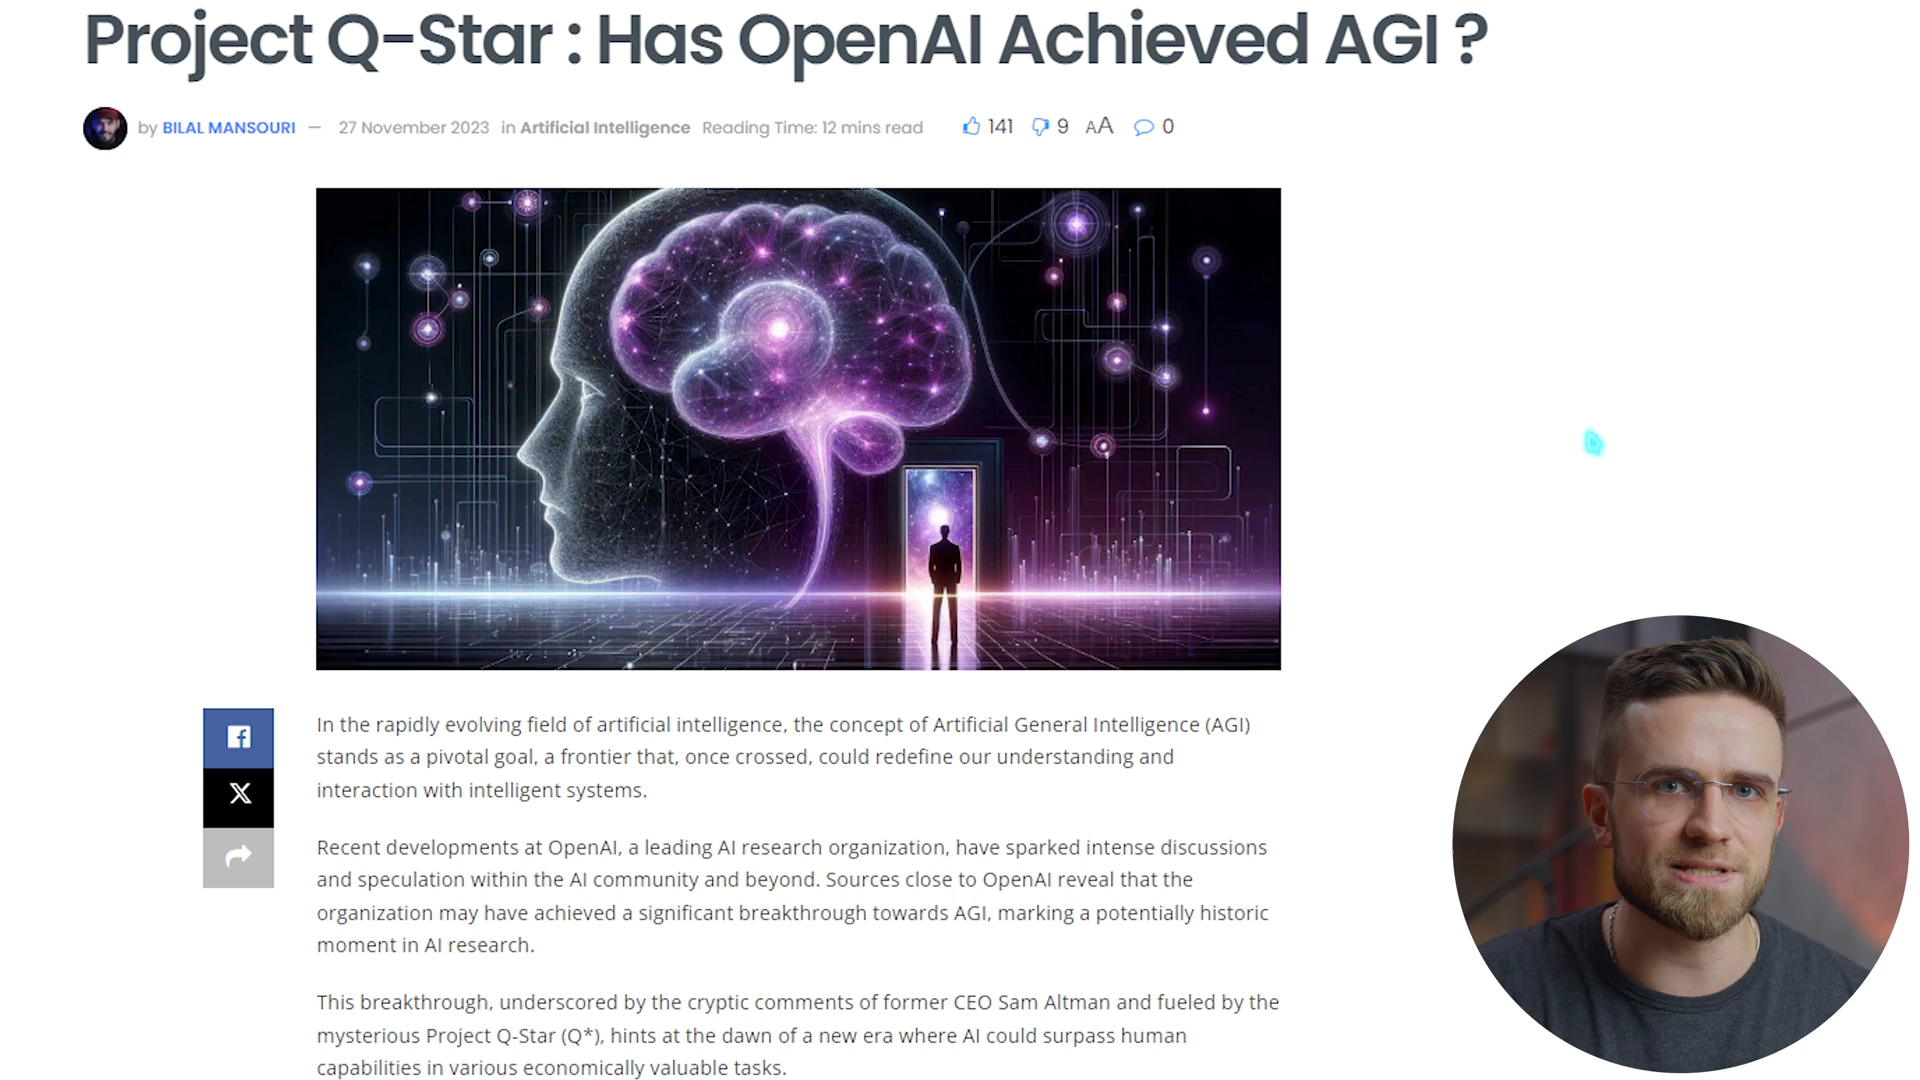 Project Q-Star : Has OpenAI Achieved AGI ?
by BILAL MANSOURI — 27 November 2023 in Artificial Intelligence Reading Time: 12 mins read 141 9 AA 0
In the rapidly evolving field of artificial intelligence, the concept of Artificial General Intelligence (AGI)
stands as a pivotal goal, a frontier that, once crossed, could redefine our understanding and
interaction with intelligent systems.
Recent developments at OpenAI, a leading AI research organization, have sparked intense discussions
and speculation within the AI community and beyond. Sources close to OpenAI reveal that the
organization may have achieved a significant breakthrough towards AGI, marking a potentially historic
moment in AI research.
This breakthrough, underscored by the cryptic comments of former CEO Sam Altman and fueled by the
mysterious Project Q-Star (Q*), hints at the dawn of a new era where AI could surpass human
capabilities in various economically valuable tasks.